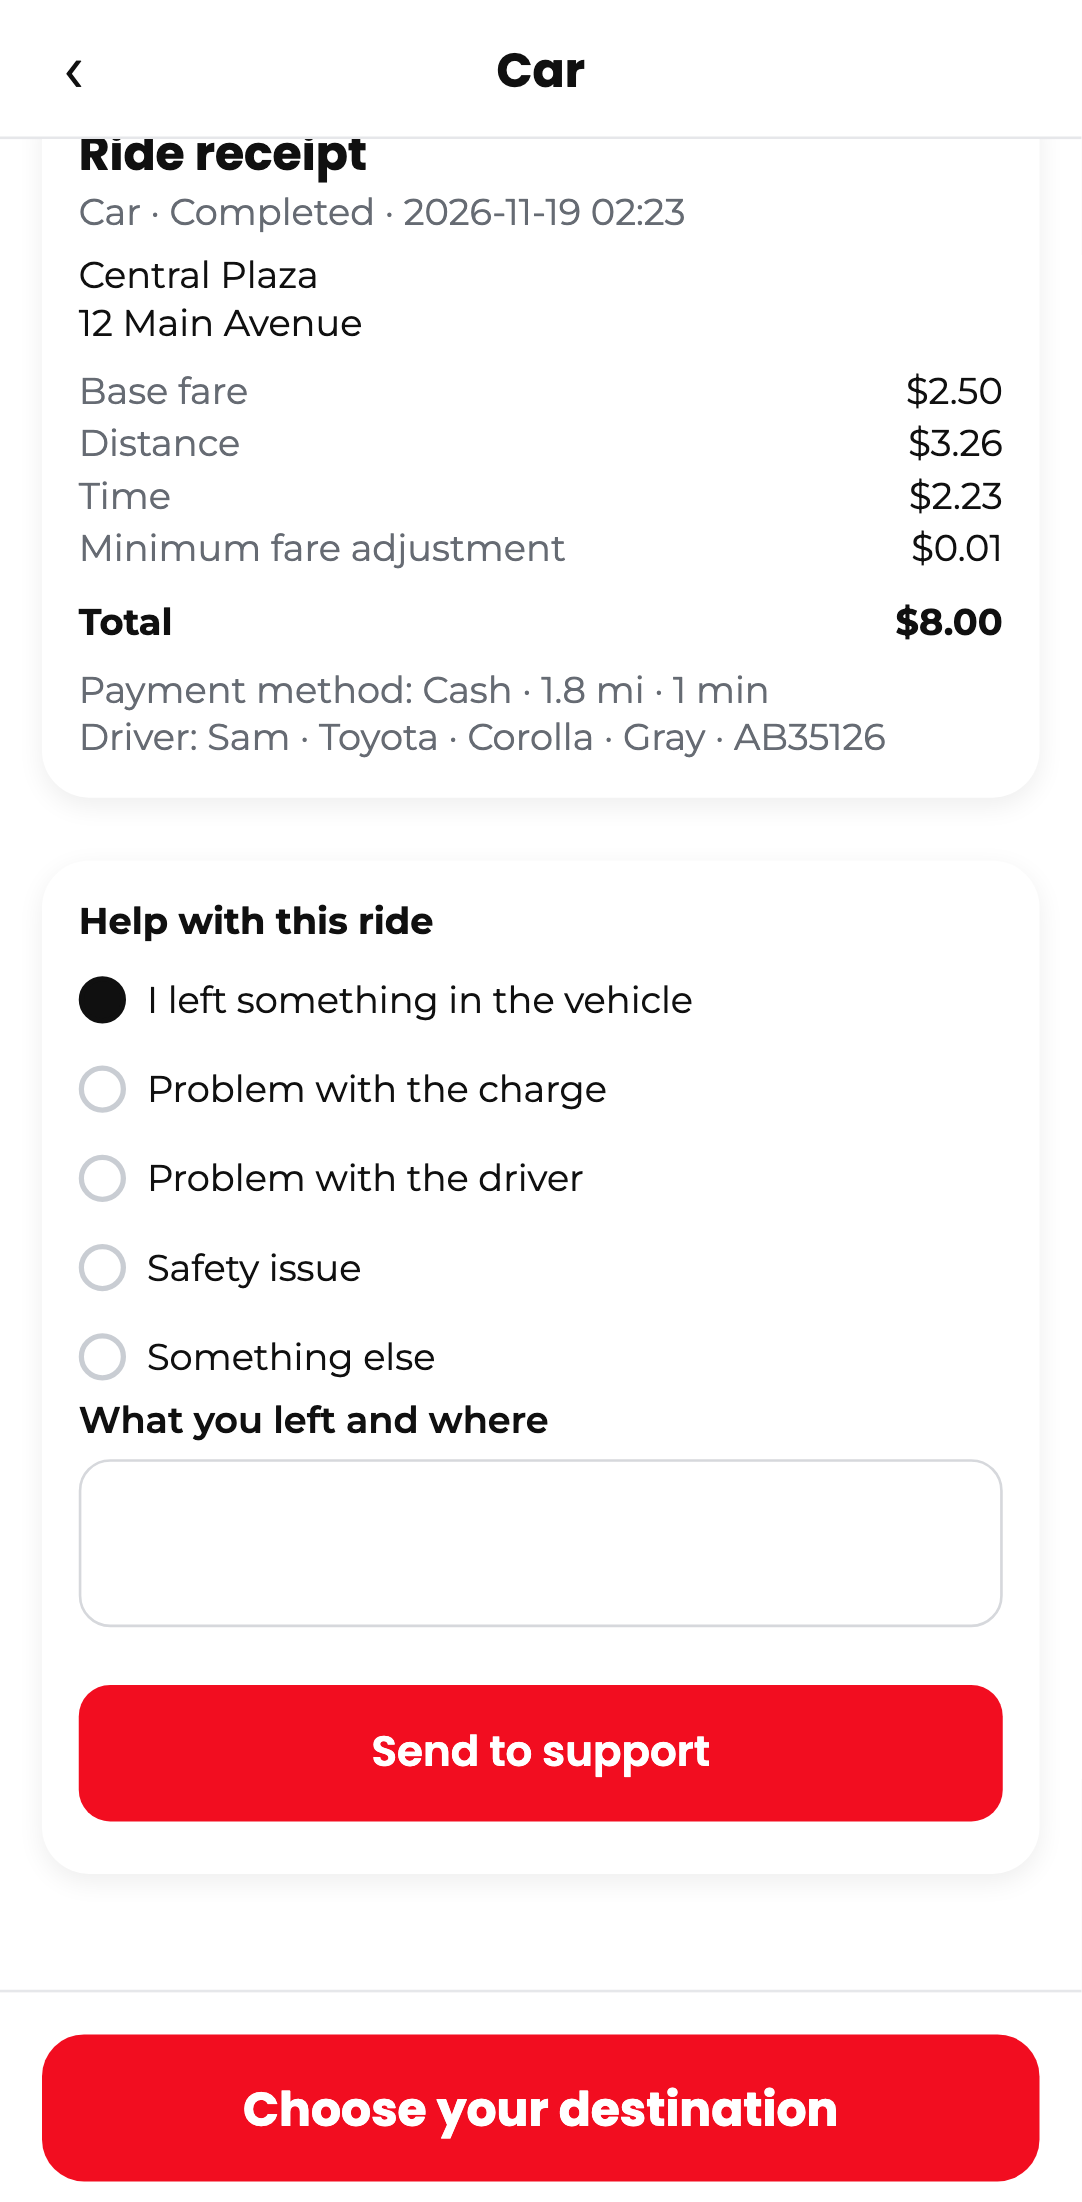 ‹ Car
Ride receipt
Car · Completed · 2026-11-19 02:23
Central Plaza
12 Main Avenue
Base fare $2.50
Distance $3.26
Time $2.23
Minimum fare adjustment $0.01
Total $8.00
Payment method: Cash · 1.8 mi · 1 min
Driver: Sam · Toyota · Corolla · Gray · AB35126
Help with this ride
I left something in the vehicle
Problem with the charge
Problem with the driver
Safety issue
Something else
What you left and where
Send to support
Choose your destination